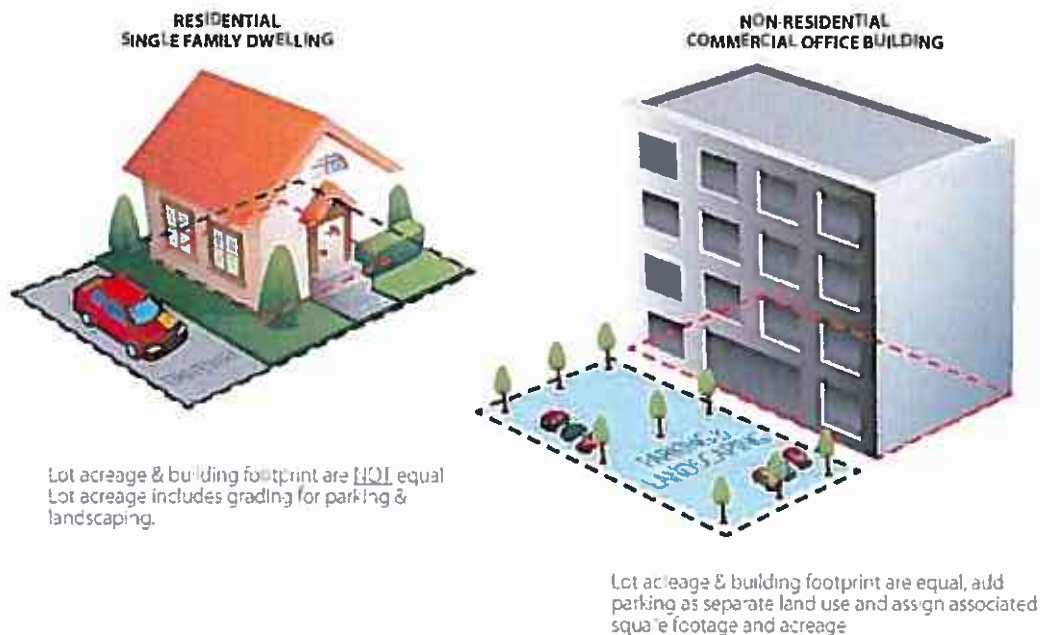 RESIDENTIAL
SINGLE FAMILY DWELLING
NON-RESIDENTIAL
COMMERCIAL OFFICE BUILDING
PARKING &
LANDSCAPING
Lot acreage & building footprint are NOT equal
Lot acreage includes grading for parking &
landscaping.
Lot acreage & building footprint are equal, add
parking as separate land use and assign associated
square footage and acreage